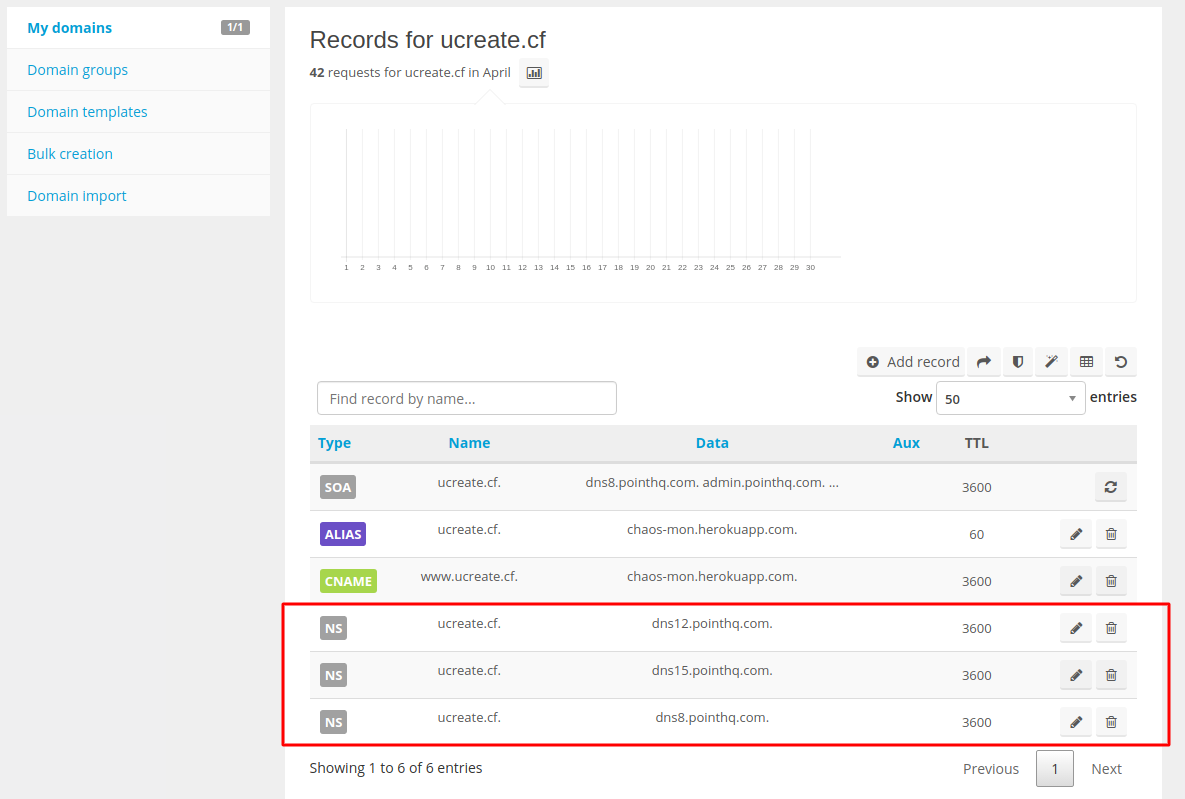 My domains 1/1
Domain groups
Domain templates
Bulk creation
Domain import
Records for ucreate.cf
42 requests for ucreate.cf in April
1 2 3 4 5 6 7 8 9 10 11 12 13 14 15 16 17 18 19 20 21 22 23 24 25 26 27 28 29 30
Add record
Find record by name...
Show 50 entries
Type Name Data Aux TTL
SOA ucreate.cf. dns8.pointhq.com. admin.pointhq.com. ... 3600
ALIAS ucreate.cf. chaos-mon.herokuapp.com. 60
CNAME www.ucreate.cf. chaos-mon.herokuapp.com. 3600
NS ucreate.cf. dns12.pointhq.com. 3600
NS ucreate.cf. dns15.pointhq.com. 3600
NS ucreate.cf. dns8.pointhq.com. 3600
Showing 1 to 6 of 6 entries
Previous 1 Next